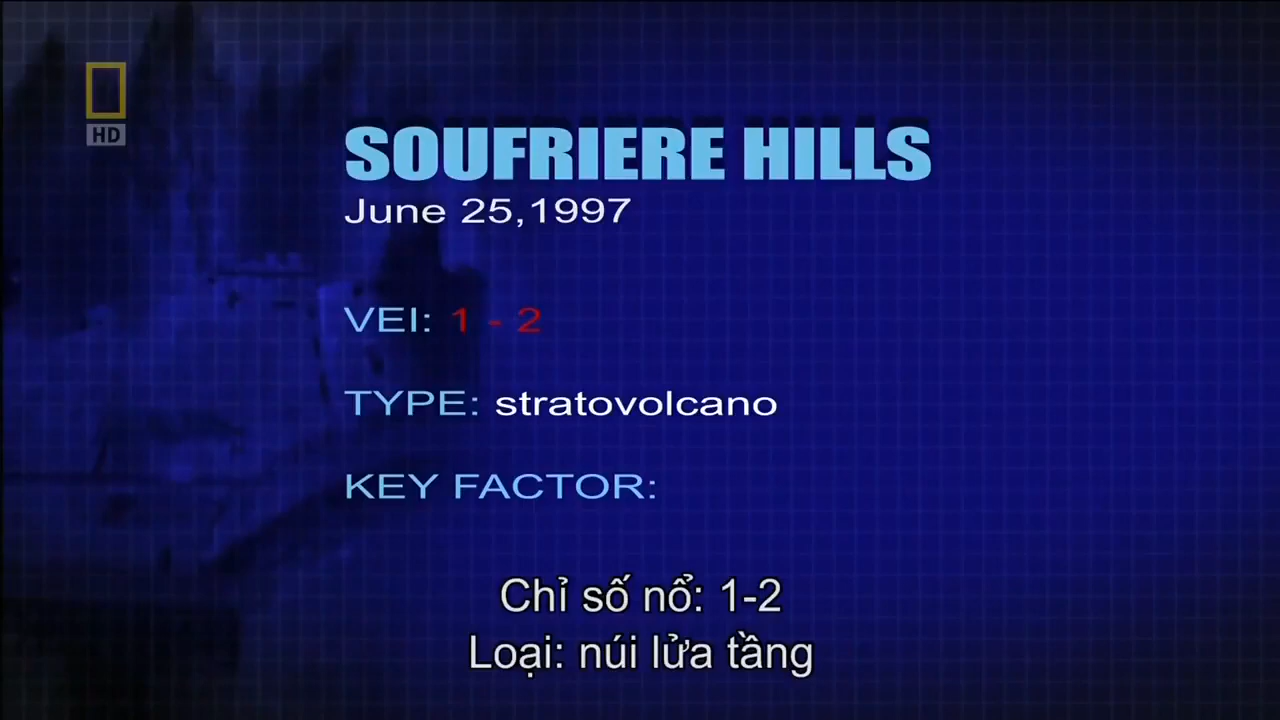 HD
SOUFRIERE HILLS
June 25,1997
VEI: 1 - 2
TYPE: stratovolcano
KEY FACTOR:
Chỉ số nổ: 1-2
Loại: núi lửa tầng